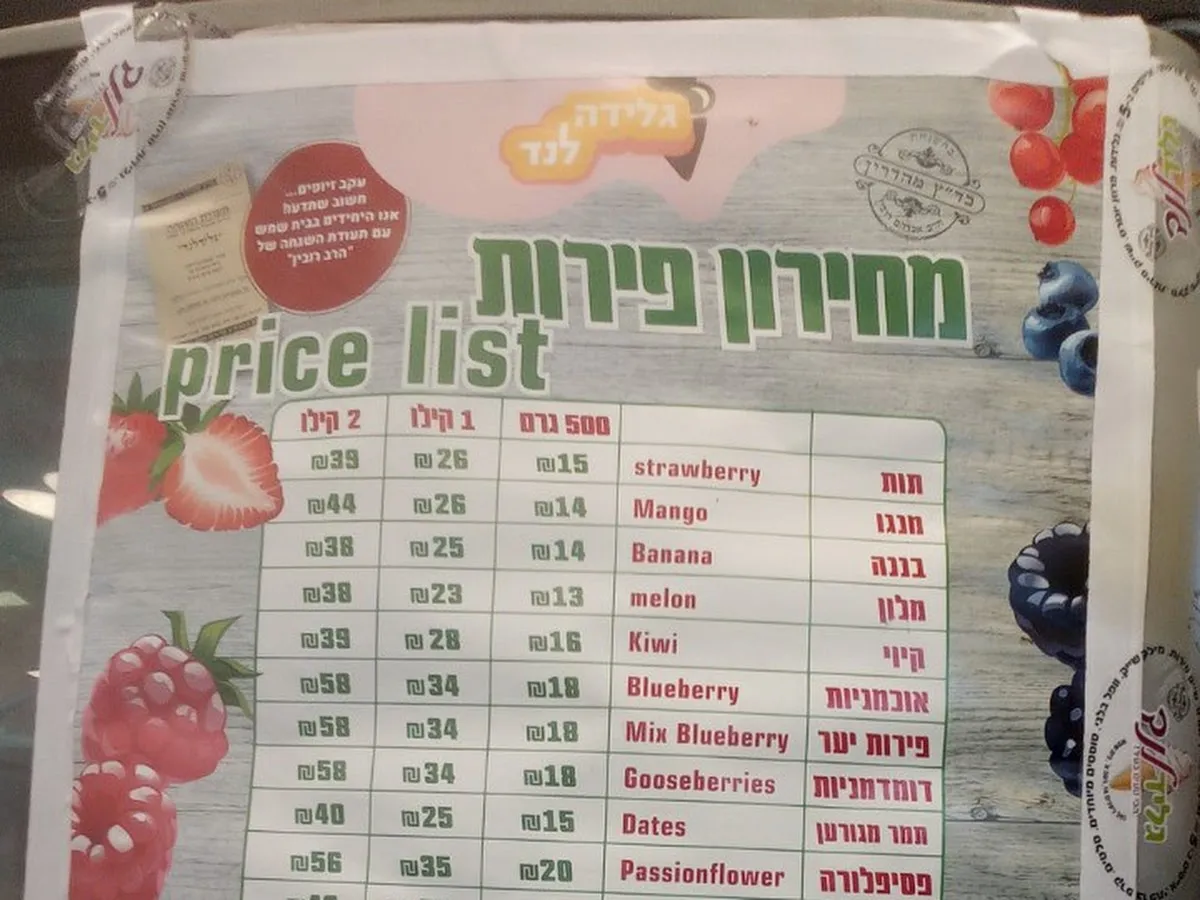 גלידה
לנד
עקב זיופים...
חשוב שתדעו!
אנו היחידים בבית שמש
עם תעודת השגחה של
"הרב רובין"
בד"ץ מהדרין
מחירון פירות
price list
500 גרם 1 קילו 2 קילו
תות strawberry ₪15 ₪26 ₪39
מנגו Mango ₪14 ₪26 ₪44
בננה Banana ₪14 ₪25 ₪38
מלון melon ₪13 ₪23 ₪38
קיווי Kiwi ₪16 ₪28 ₪39
אוכמניות Blueberry ₪18 ₪34 ₪58
פירות יער Mix Blueberry ₪18 ₪34 ₪58
דומדמניות Gooseberries ₪18 ₪34 ₪58
תמר מגורען Dates ₪15 ₪25 ₪40
פסיפלורה Passionflower ₪20 ₪35 ₪56